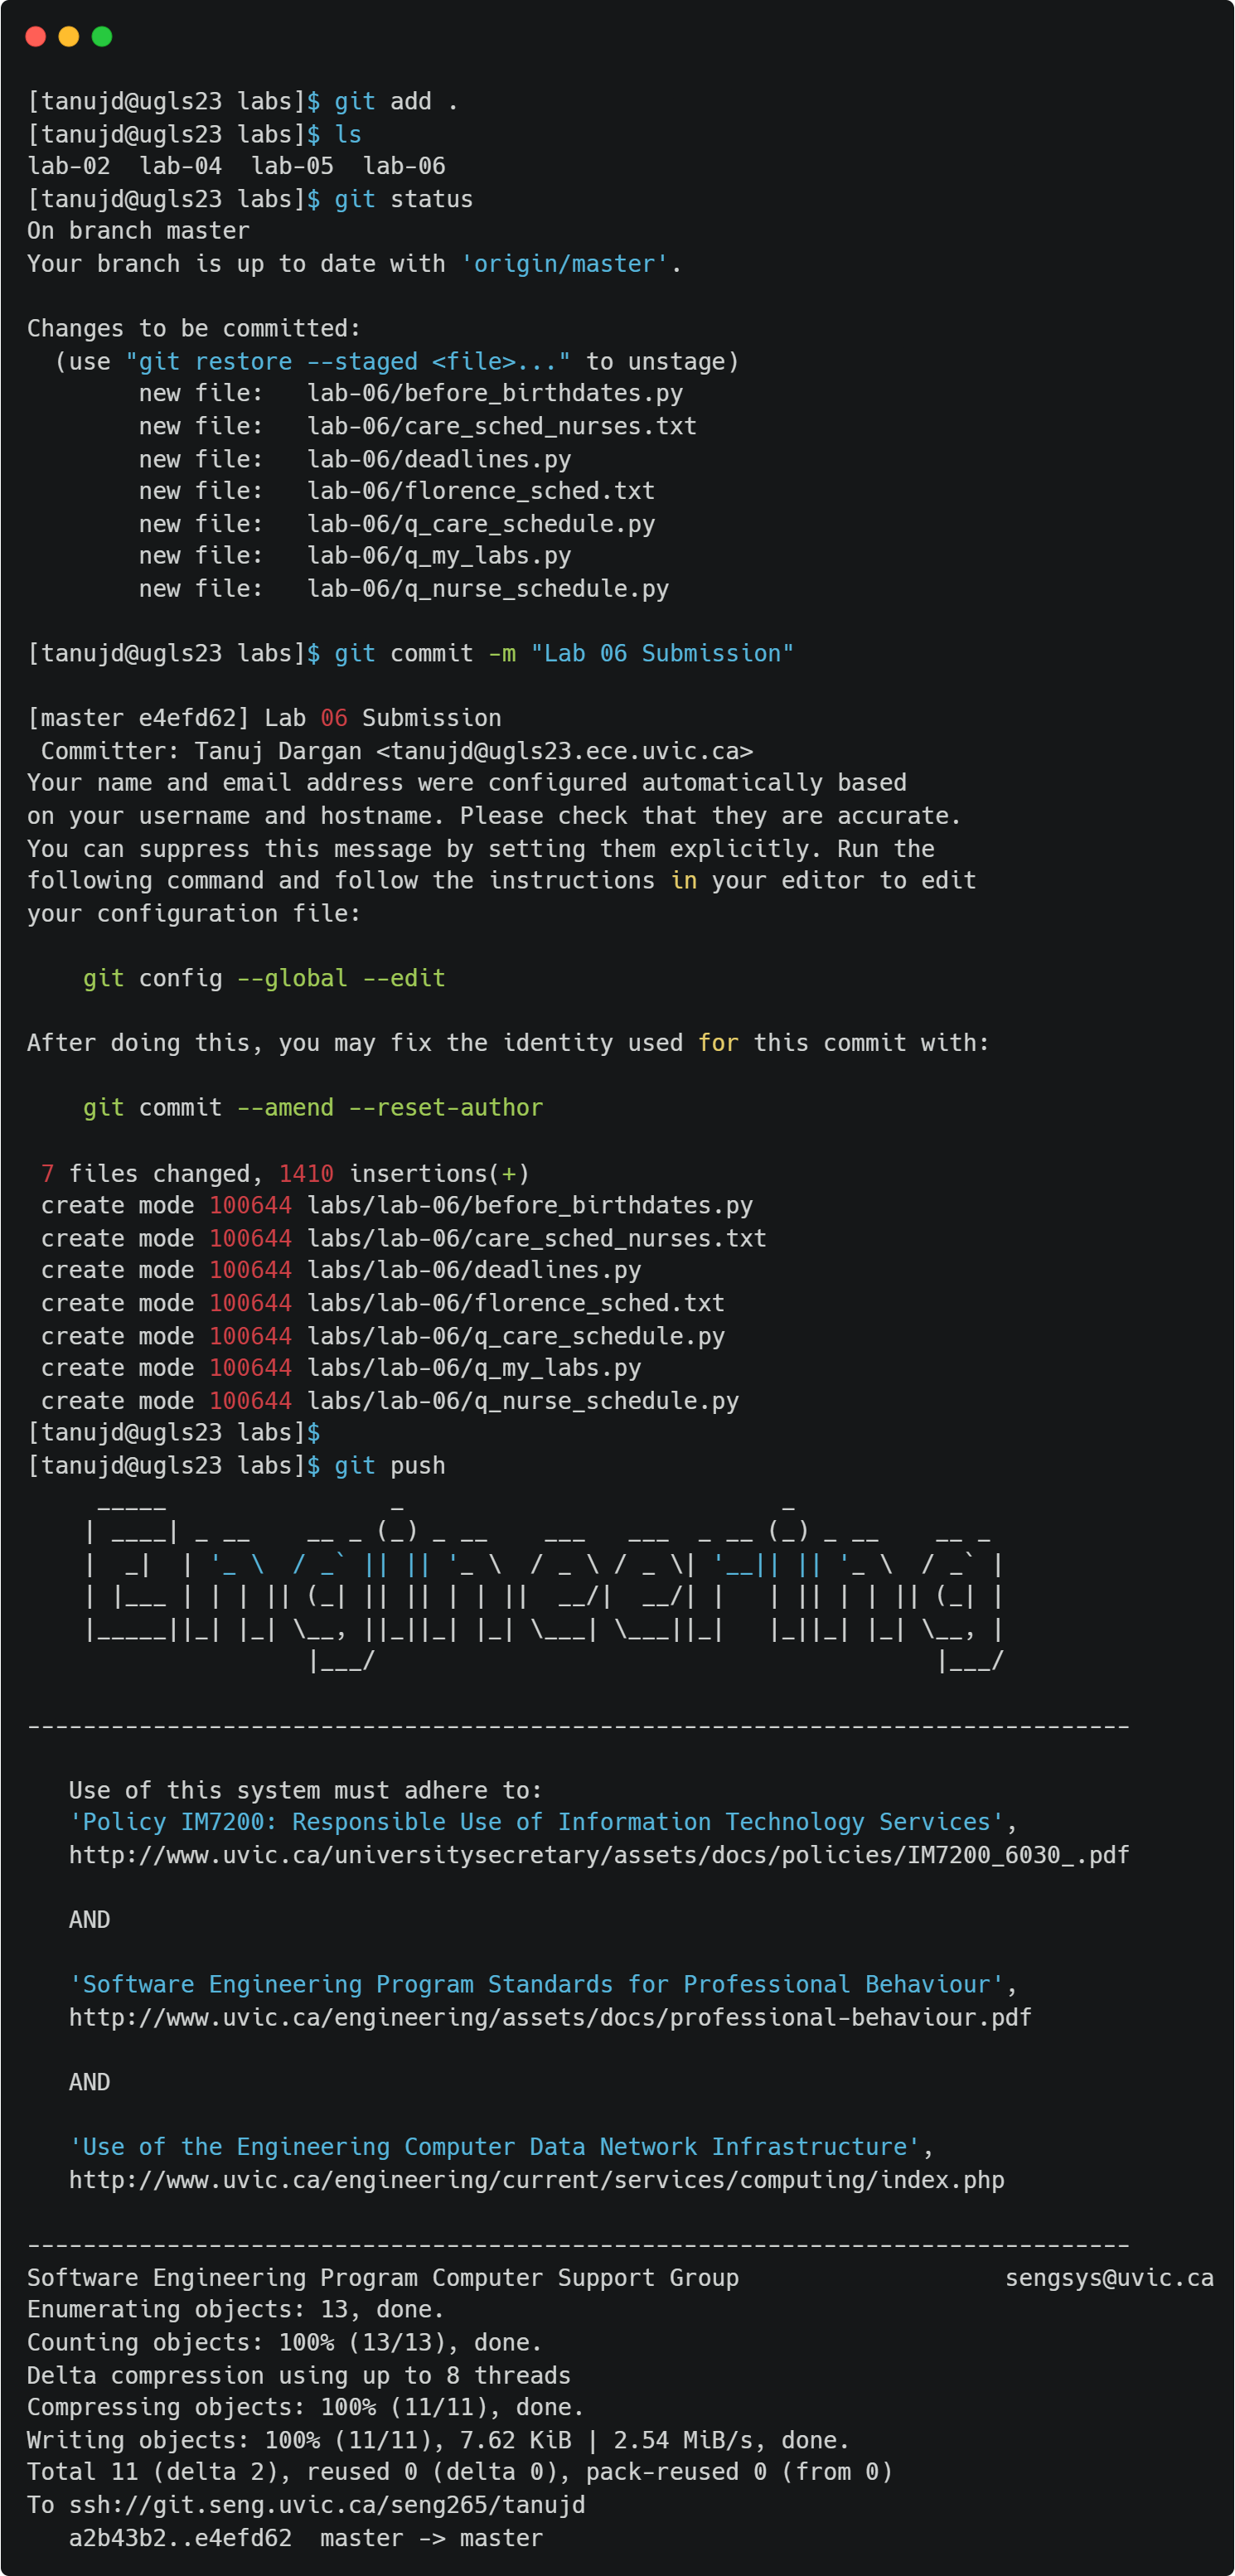 [tanujd@ugls23 labs]$ git add .
[tanujd@ugls23 labs]$ ls
lab-02  lab-04  lab-05  lab-06
[tanujd@ugls23 labs]$ git status
On branch master
Your branch is up to date with 'origin/master'.

Changes to be committed:
  (use "git restore --staged <file>..." to unstage)
        new file:   lab-06/before_birthdates.py
        new file:   lab-06/care_sched_nurses.txt
        new file:   lab-06/deadlines.py
        new file:   lab-06/florence_sched.txt
        new file:   lab-06/q_care_schedule.py
        new file:   lab-06/q_my_labs.py
        new file:   lab-06/q_nurse_schedule.py

[tanujd@ugls23 labs]$ git commit -m "Lab 06 Submission"

[master e4efd62] Lab 06 Submission
 Committer: Tanuj Dargan <tanujd@ugls23.ece.uvic.ca>
Your name and email address were configured automatically based
on your username and hostname. Please check that they are accurate.
You can suppress this message by setting them explicitly. Run the
following command and follow the instructions in your editor to edit
your configuration file:

    git config --global --edit

After doing this, you may fix the identity used for this commit with:

    git commit --amend --reset-author

 7 files changed, 1410 insertions(+)
 create mode 100644 labs/lab-06/before_birthdates.py
 create mode 100644 labs/lab-06/care_sched_nurses.txt
 create mode 100644 labs/lab-06/deadlines.py
 create mode 100644 labs/lab-06/florence_sched.txt
 create mode 100644 labs/lab-06/q_care_schedule.py
 create mode 100644 labs/lab-06/q_my_labs.py
 create mode 100644 labs/lab-06/q_nurse_schedule.py
[tanujd@ugls23 labs]$
[tanujd@ugls23 labs]$ git push
Engineering
-------------------------------------------------------------------------------

   Use of this system must adhere to:
   'Policy IM7200: Responsible Use of Information Technology Services',
   http://www.uvic.ca/universitysecretary/assets/docs/policies/IM7200_6030_.pdf

   AND

   'Software Engineering Program Standards for Professional Behaviour',
   http://www.uvic.ca/engineering/assets/docs/professional-behaviour.pdf

   AND

   'Use of the Engineering Computer Data Network Infrastructure',
   http://www.uvic.ca/engineering/current/services/computing/index.php

-------------------------------------------------------------------------------
Software Engineering Program Computer Support Group                   sengsys@uvic.ca
Enumerating objects: 13, done.
Counting objects: 100% (13/13), done.
Delta compression using up to 8 threads
Compressing objects: 100% (11/11), done.
Writing objects: 100% (11/11), 7.62 KiB | 2.54 MiB/s, done.
Total 11 (delta 2), reused 0 (delta 0), pack-reused 0 (from 0)
To ssh://git.seng.uvic.ca/seng265/tanujd
   a2b43b2..e4efd62  master -> master